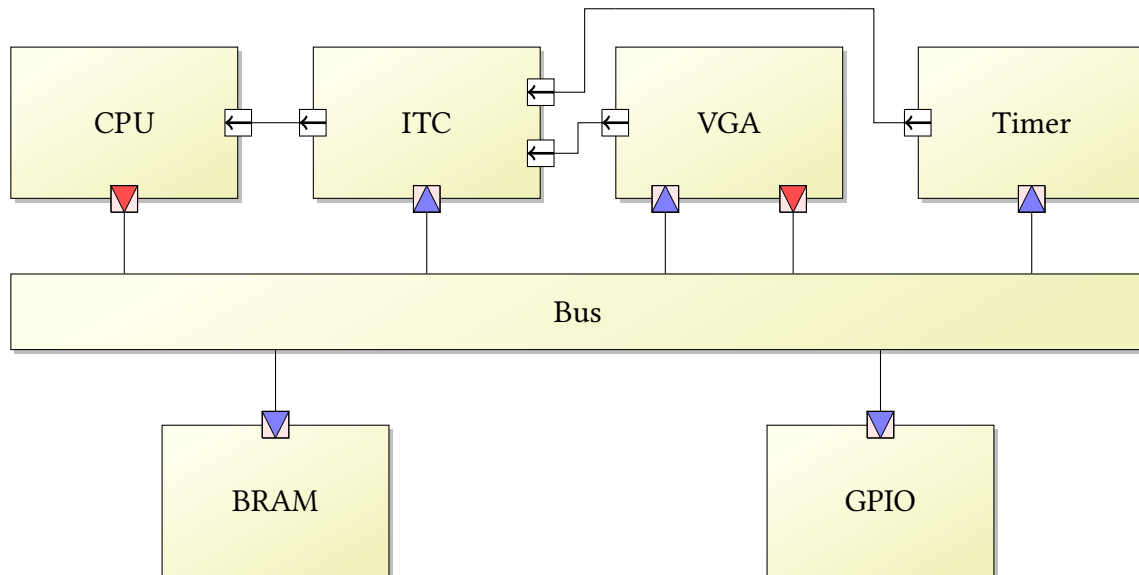 CPU
ITC
VGA
Timer
Bus
BRAM
GPIO